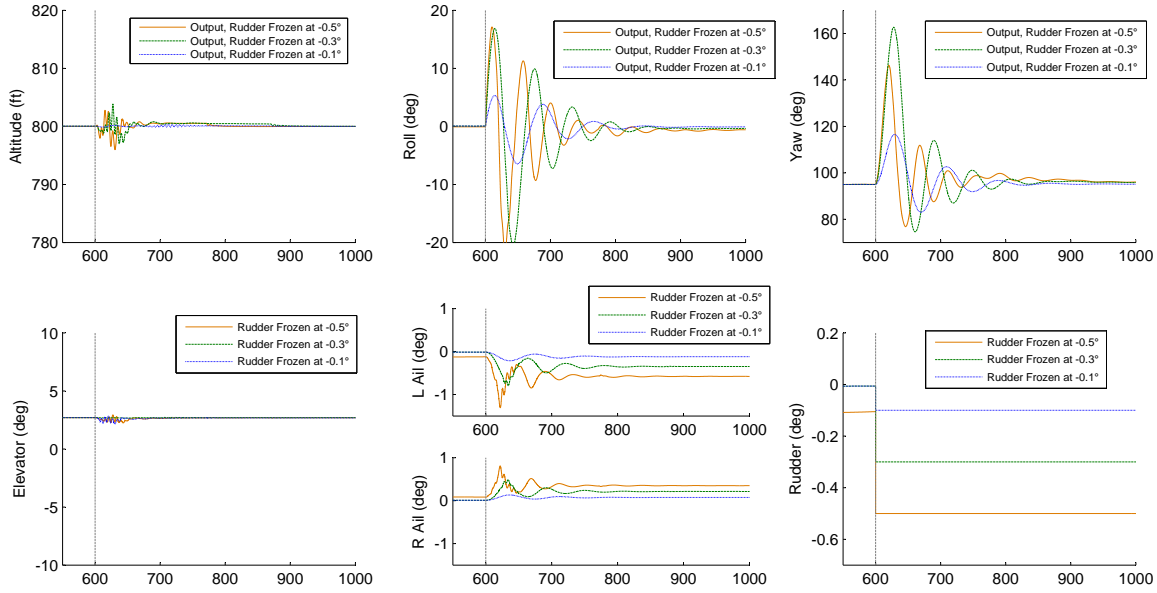 820
810
800
790
780
Altitude (ft)
600
700
800
900
1000
Output, Rudder Frozen at -0.5°
Output, Rudder Frozen at -0.3°
Output, Rudder Frozen at -0.1°
20
10
0
-10
-20
Roll (deg)
600
700
800
900
1000
Output, Rudder Frozen at -0.5°
Output, Rudder Frozen at -0.3°
Output, Rudder Frozen at -0.1°
160
140
120
100
80
Yaw (deg)
600
700
800
900
1000
Output, Rudder Frozen at -0.5°
Output, Rudder Frozen at -0.3°
Output, Rudder Frozen at -0.1°
10
5
0
-5
-10
Elevator (deg)
600
700
800
900
1000
Rudder Frozen at -0.5°
Rudder Frozen at -0.3°
Rudder Frozen at -0.1°
1
0
-1
L Ail (deg)
600
700
800
900
1000
Rudder Frozen at -0.5°
Rudder Frozen at -0.3°
Rudder Frozen at -0.1°
1
0
-1
R Ail (deg)
600
700
800
900
1000
0.2
0
-0.2
-0.4
-0.6
Rudder (deg)
600
700
800
900
1000
Rudder Frozen at -0.5°
Rudder Frozen at -0.3°
Rudder Frozen at -0.1°